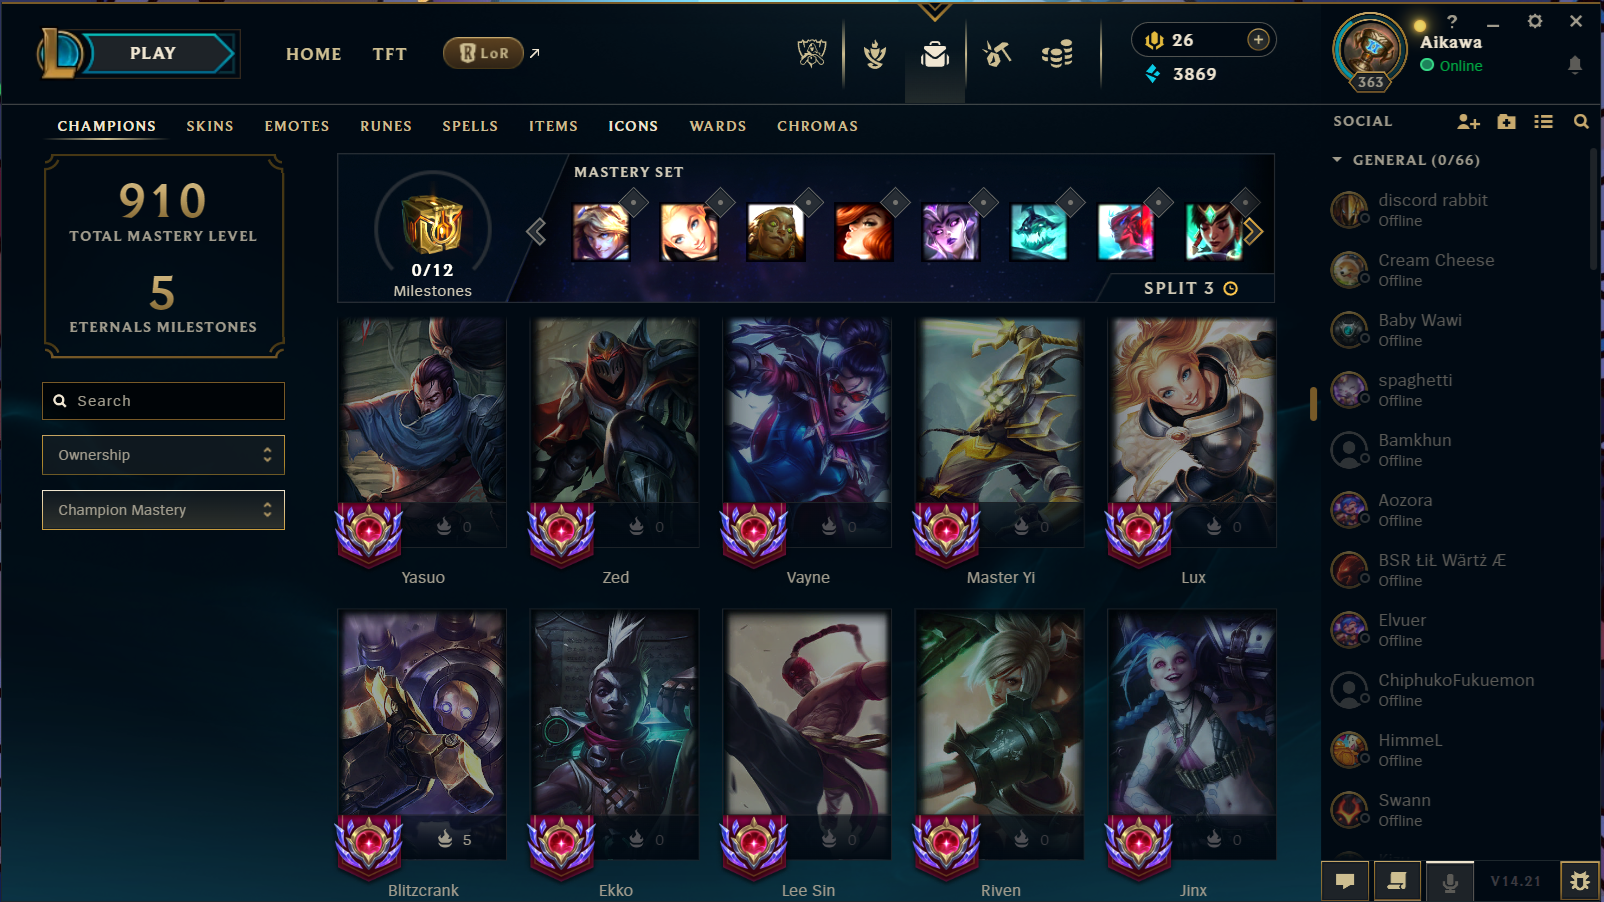 PLAY
HOME
TFT
LoR
26
3869
?
Aikawa
Online
363
CHAMPIONS
SKINS
EMOTES
RUNES
SPELLS
ITEMS
ICONS
WARDS
CHROMAS
SOCIAL
910
TOTAL MASTERY LEVEL
5
ETERNALS MILESTONES
Search
Ownership
Champion Mastery
0/12
Milestones
MASTERY SET
SPLIT 3
0
Yasuo
0
Zed
0
Vayne
0
Master Yi
0
Lux
5
Blitzcrank
0
Ekko
0
Lee Sin
0
Riven
0
Jinx
GENERAL (0/66)
discord rabbit
Offline
Cream Cheese
Offline
Baby Wawi
Offline
spaghetti
Offline
Bamkhun
Offline
Aozora
Offline
BSR ŁiŁ Wärtż Æ
Offline
Elvuer
Offline
ChiphukoFukuemon
Offline
HimmeL
Offline
Swann
Offline
V14.21